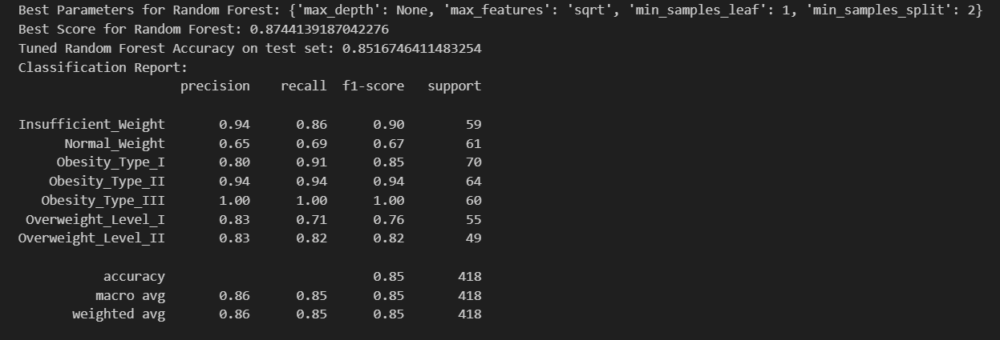 Best Parameters for Random Forest: {'max_depth': None, 'max_features': 'sqrt', 'min_samples_leaf': 1, 'min_samples_split': 2}
Best Score for Random Forest: 0.8744139187042276
Tuned Random Forest Accuracy on test set: 0.8516746411483254
Classification Report:
                     precision    recall  f1-score   support

Insufficient_Weight       0.94      0.86      0.90        59
      Normal_Weight       0.65      0.69      0.67        61
     Obesity_Type_I       0.80      0.91      0.85        70
    Obesity_Type_II       0.94      0.94      0.94        64
   Obesity_Type_III       1.00      1.00      1.00        60
 Overweight_Level_I       0.83      0.71      0.76        55
Overweight_Level_II       0.83      0.82      0.82        49

           accuracy                           0.85       418
          macro avg       0.86      0.85      0.85       418
       weighted avg       0.86      0.85      0.85       418